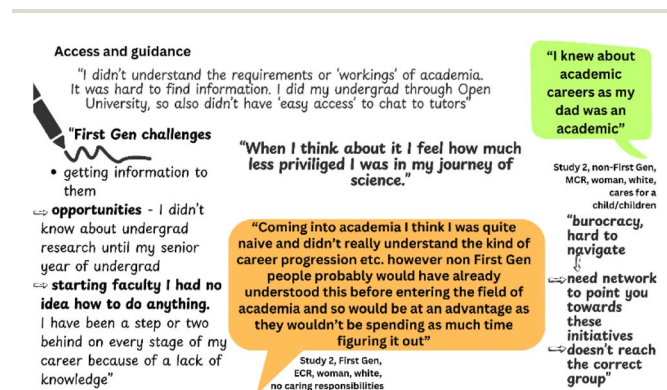 Access and guidance
"I didn't understand the requirements or 'workings' of academia.
It was hard to find information. I did my undergrad through Open
University, so also didn't have 'easy access' to chat to tutors"
"First Gen challenges
• getting information to
them
⇨ opportunities - I didn't
know about undergrad
research until my senior
year of undergrad
⇨ starting faculty I had no
idea how to do anything.
I have been a step or two
behind on every stage of my
career because of a lack of
knowledge"
"When I think about it I feel how much
less priviliged I was in my journey of
science."
"Coming into academia I think I was quite
naive and didn't really understand the kind of
career progression etc. however non First Gen
people probably would have already
understood this before entering the field of
academia and so would be at an advantage as
they wouldn't be spending as much time
figuring it out"
Study 2, First Gen,
ECR, woman, white,
no caring responsibilities
"I knew about
academic
careers as my
dad was an
academic"
Study 2, non-First Gen,
MCR, woman, white,
cares for a
child/children
"burocracy,
hard to
navigate
⇨need network
to point you
towards
these
initiatives
⇨doesn't reach
the correct
group"